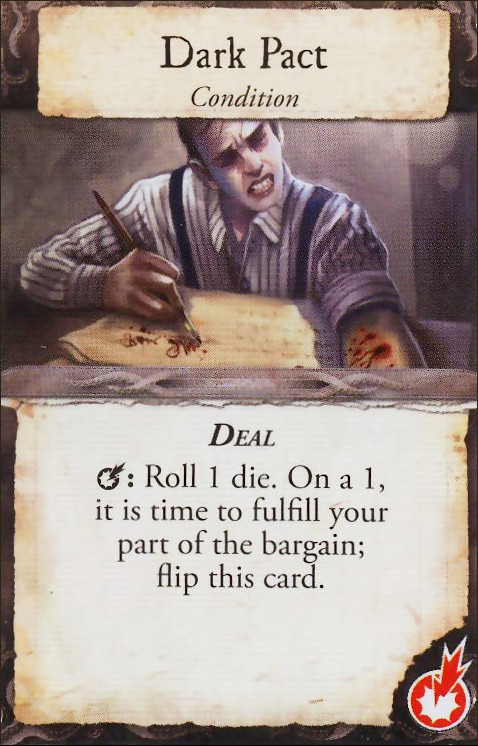 Dark Pact
Condition
DEAL
: Roll 1 die. On a 1,
it is time to fulfill your
part of the bargain;
flip this card.